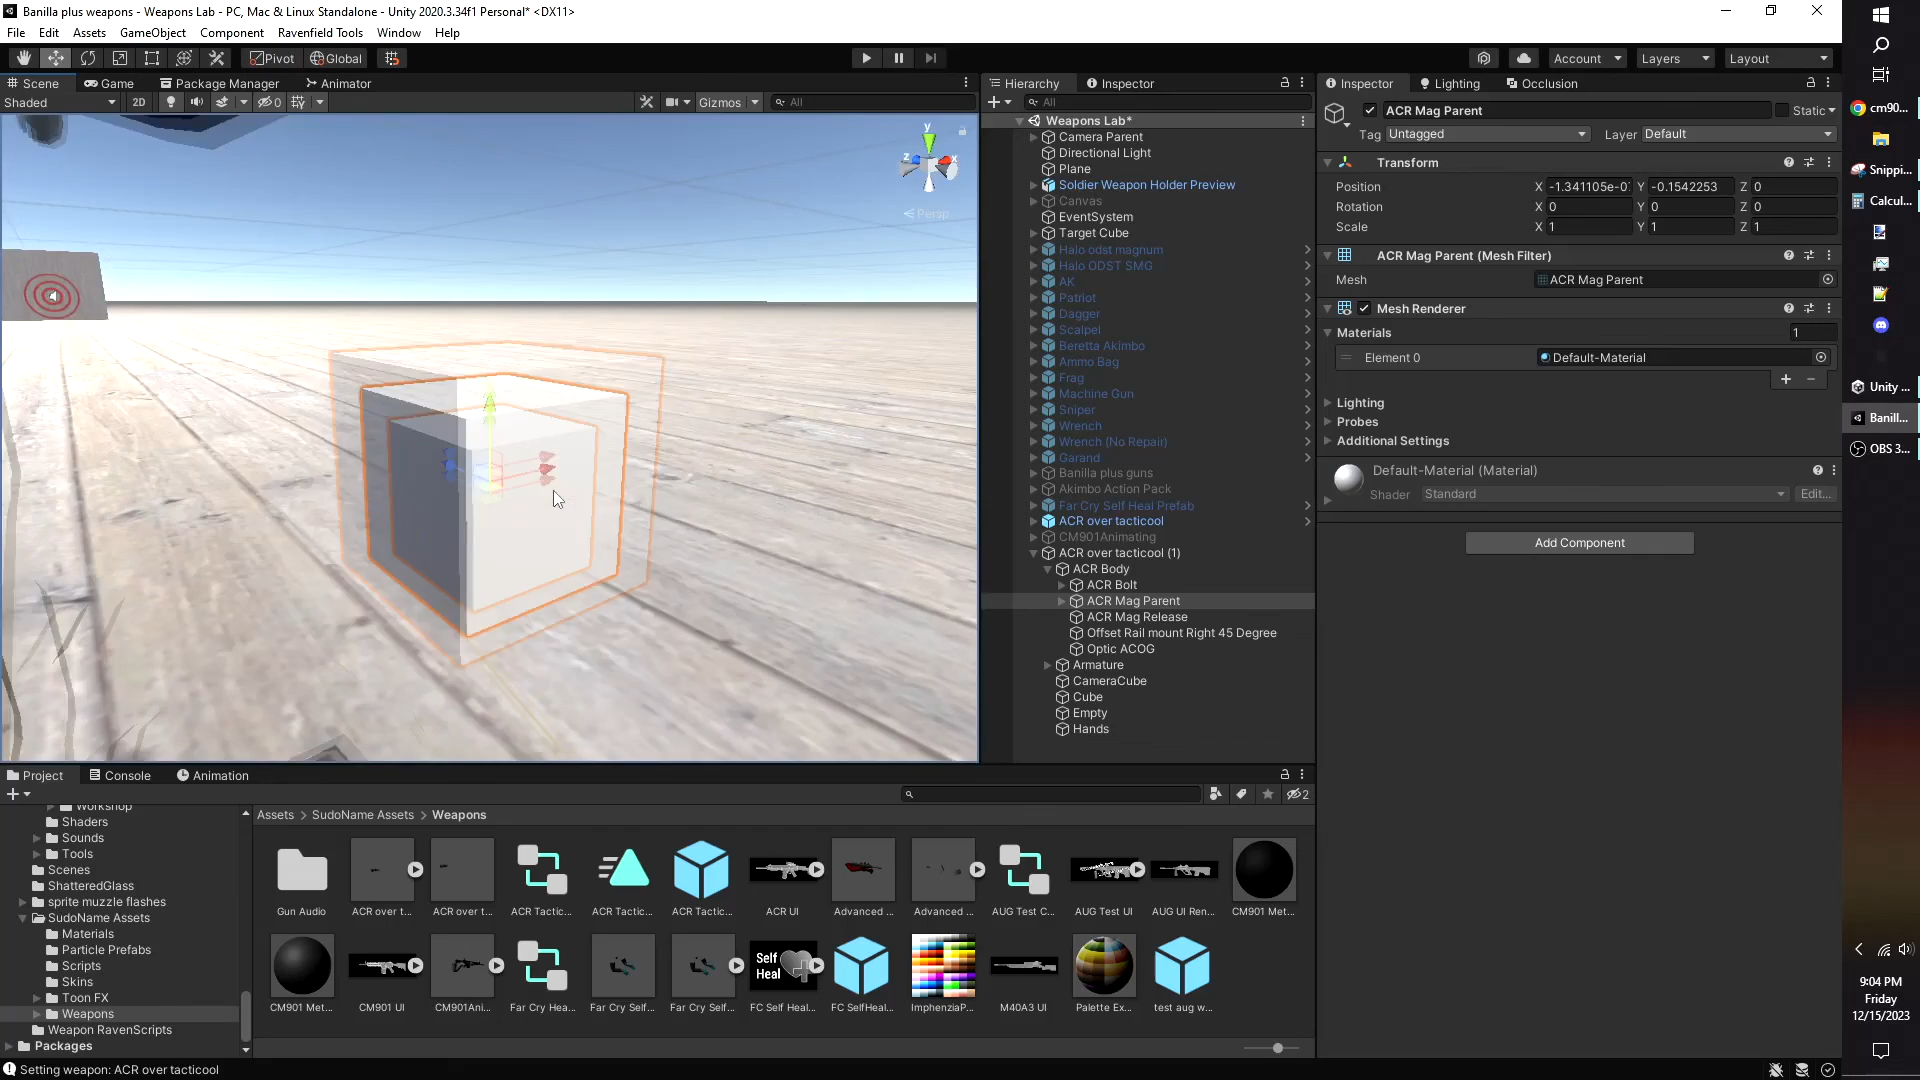 Banilla plus weapons - Weapons Lab - PC, Mac & Linux Standalone - Unity 2020.3.34f1 Personal* <DX11>
File Edit Assets GameObject Component Ravenfield Tools Window Help
Pivot Global Account Layers Layout
Scene Game Package Manager Animator
Shaded 2D 0 Gizmos All
y
x
z
Persp
Hierarchy Inspector
All
Weapons Lab*
Camera Parent
Directional Light
Plane
Soldier Weapon Holder Preview
Canvas
EventSystem
Target Cube
Halo odst magnum
Halo ODST SMG
AK
Patriot
Dagger
Scalpel
Beretta Akimbo
Ammo Bag
Frag
Machine Gun
Sniper
Wrench
Wrench (No Repair)
Garand
Banilla plus guns
Akimbo Action Pack
Far Cry Self Heal Prefab
ACR over tacticool
CM901Animating
ACR over tacticool (1)
ACR Body
ACR Bolt
ACR Mag Parent
ACR Mag Release
Offset Rail mount Right 45 Degree
Optic ACOG
Armature
CameraCube
Cube
Empty
Hands
Inspector Lighting Occlusion
ACR Mag Parent Static
Tag Untagged Layer Default
Transform
Position X -1.341105e-0 Y -0.1542253 Z 0
Rotation X 0 Y 0 Z 0
Scale X 1 Y 1 Z 1
ACR Mag Parent (Mesh Filter)
Mesh ACR Mag Parent
Mesh Renderer
Materials 1
Element 0 Default-Material
Lighting
Probes
Additional Settings
Default-Material (Material)
Shader Standard Edit...
Add Component
Project Console Animation
2
Workshop
Shaders
Sounds
Tools
Scenes
ShatteredGlass
sprite muzzle flashes
SudoName Assets
Materials
Particle Prefabs
Scripts
Skins
Toon FX
Weapons
Weapon RavenScripts
Packages
Assets > SudoName Assets > Weapons
Gun Audio ACR over t... ACR over t... ACR Tactic... ACR Tactic... ACR Tactic... ACR UI Advanced ... Advanced ... AUG Test C... AUG Test UI AUG UI Ren... CM901 Met...
Self
Heal
CM901 Met... CM901 UI CM901Ani... Far Cry Hea... Far Cry Self... Far Cry Self... FC Self Heal... FC SelfHeal... ImphenziaP... M40A3 UI Palette Ex... test aug w...
Setting weapon: ACR over tacticool
cm90...
Snippi...
Calcul...
Unity ...
Banill...
OBS 3...
9:04 PM
Friday
12/15/2023